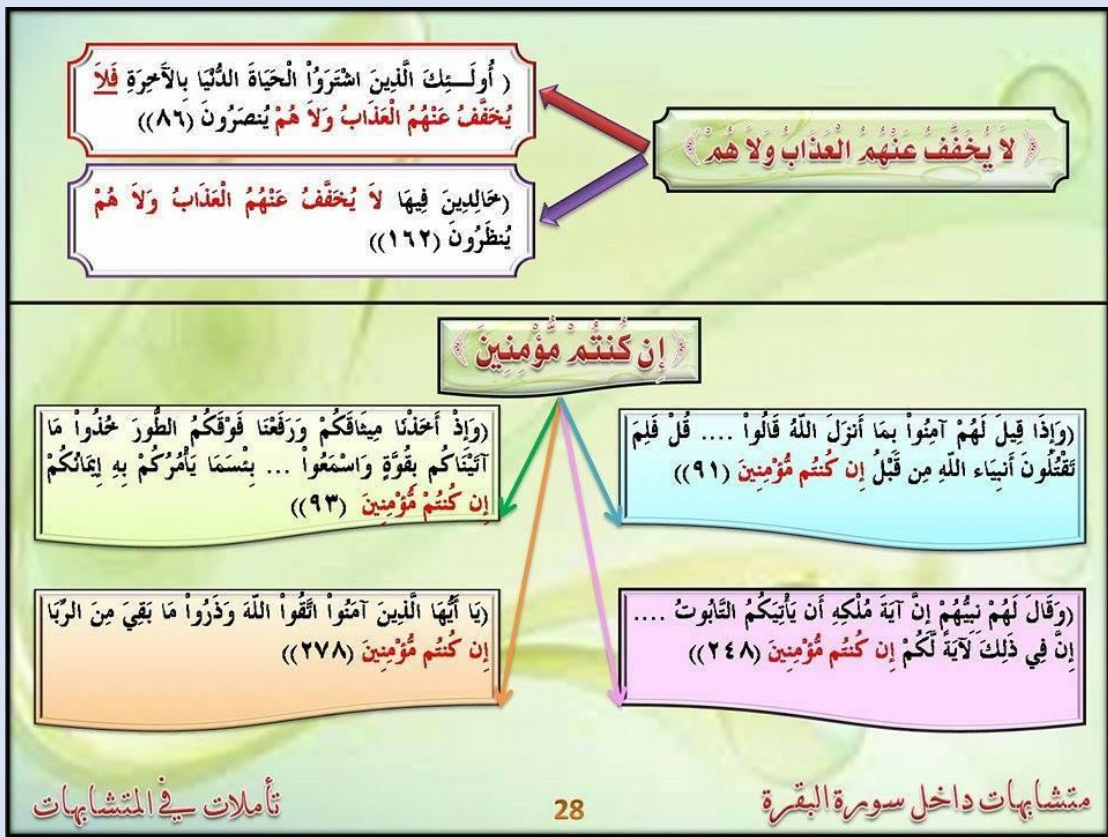 ﴿ لاَ يُخَفَّفُ عَنْهُمُ الْعَذَابُ وَلاَ هُمْ ﴾
( أُولَـــئِكَ الَّذِينَ اشْتَرَوُاْ الْحَيَاةَ الدُّنْيَا بِالآخِرَةِ فَلاَ
يُخَفَّفُ عَنْهُمُ الْعَذَابُ وَلاَ هُمْ يُنصَرُونَ (٨٦))
(خَالِدِينَ فِيهَا لاَ يُخَفَّفُ عَنْهُمُ الْعَذَابُ وَلاَ هُمْ
يُنظَرُونَ (١٦٢))
﴿ إِن كُنتُمْ مُّؤْمِنِينَ ﴾
(وَإِذَا قِيلَ لَهُمْ آمِنُواْ بِمَا أَنزَلَ اللّهُ قَالُواْ .... قُلْ فَلِمَ
تَقْتُلُونَ أَنبِيَاء اللّهِ مِن قَبْلُ إِن كُنتُم مُّؤْمِنِينَ (٩١))
(وَإِذْ أَخَذْنَا مِيثَاقَكُمْ وَرَفَعْنَا فَوْقَكُمُ الطُّورَ خُذُواْ مَا
آتَيْنَاكُم بِقُوَّةٍ وَاسْمَعُواْ ... بِئْسَمَا يَأْمُرُكُمْ بِهِ إِيمَانُكُمْ
إِن كُنتُمْ مُّؤْمِنِينَ (٩٣))
(وَقَالَ لَهُمْ نِبِيُّهُمْ إِنَّ آيَةَ مُلْكِهِ أَن يَأْتِيَكُمُ التَّابُوتُ ....
إِنَّ فِي ذَلِكَ لَآيَةً لَّكُمْ إِن كُنتُم مُّؤْمِنِينَ (٢٤٨))
(يَا أَيُّهَا الَّذِينَ آمَنُواْ اتَّقُواْ اللّهَ وَذَرُواْ مَا بَقِيَ مِنَ الرِّبَا
إِن كُنتُم مُّؤْمِنِينَ (٢٧٨))
متشابهات داخل سورة البقرة
28
تأملات في المتشابهات